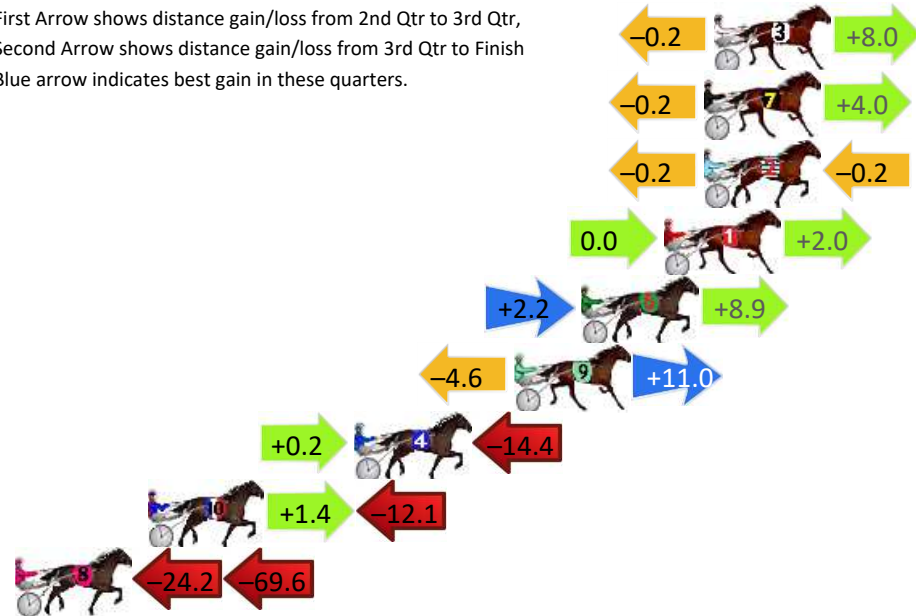 First Arrow shows distance gain/loss from 2nd Qtr to 3rd Qtr,
Second Arrow shows distance gain/loss from 3rd Qtr to Finish
Blue arrow indicates best gain in these quarters.
–0.2 3 +8.0
–0.2 7 +4.0
–0.2 2 –0.2
0.0 1 +2.0
+2.2 5 +8.9
–4.6 9 +11.0
+0.2 4 –14.4
10 +1.4 –12.1
8 –24.2 –69.6